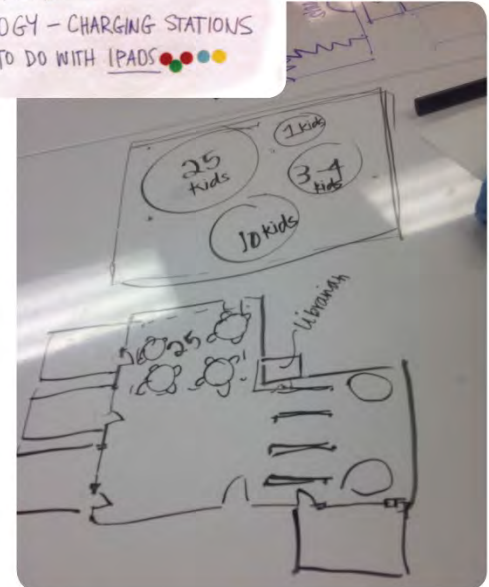 OGY - CHARGING STATIONS
TO DO WITH IPADS
25
kids
1 kids
3-4
kids
10 kids
25
Librarian